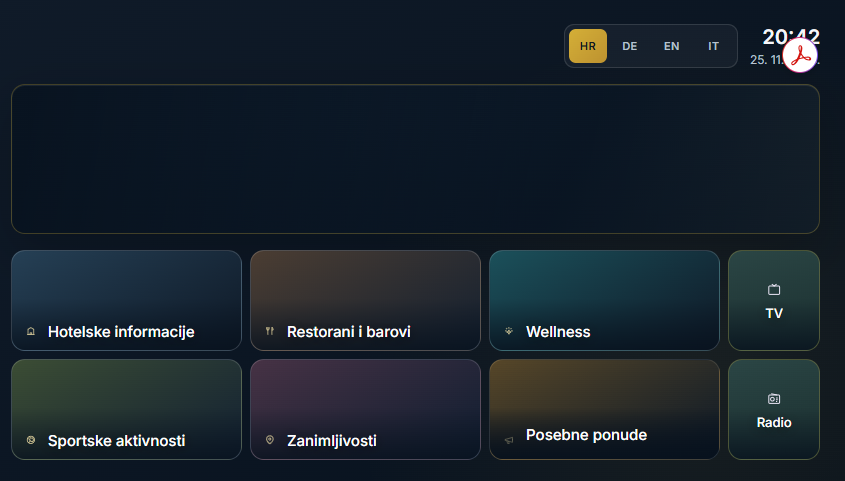 HR DE EN IT
20:42
25. 11.
Hotelske informacije
Restorani i barovi
Wellness
TV
Sportske aktivnosti
Zanimljivosti
Posebne ponude
Radio